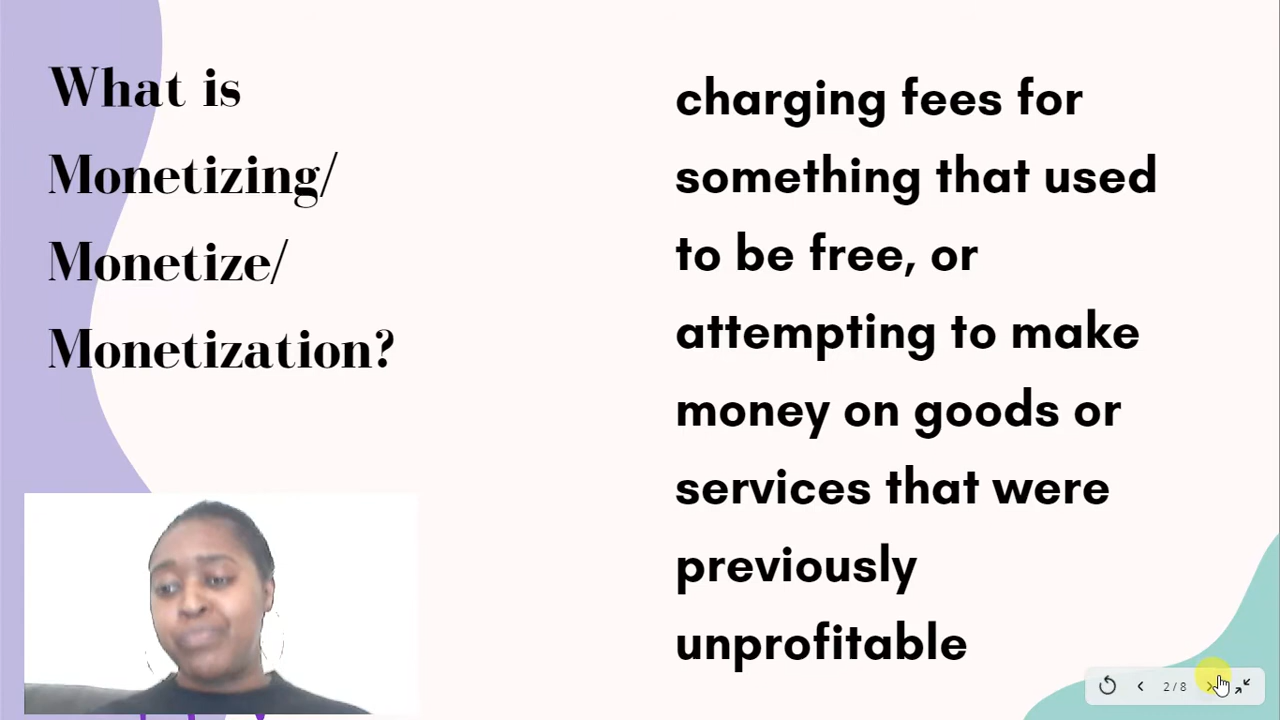 What is
Monetizing/
Monetize/
Monetization?
charging fees for
something that used
to be free, or
attempting to make
money on goods or
services that were
previously
unprofitable
2/8